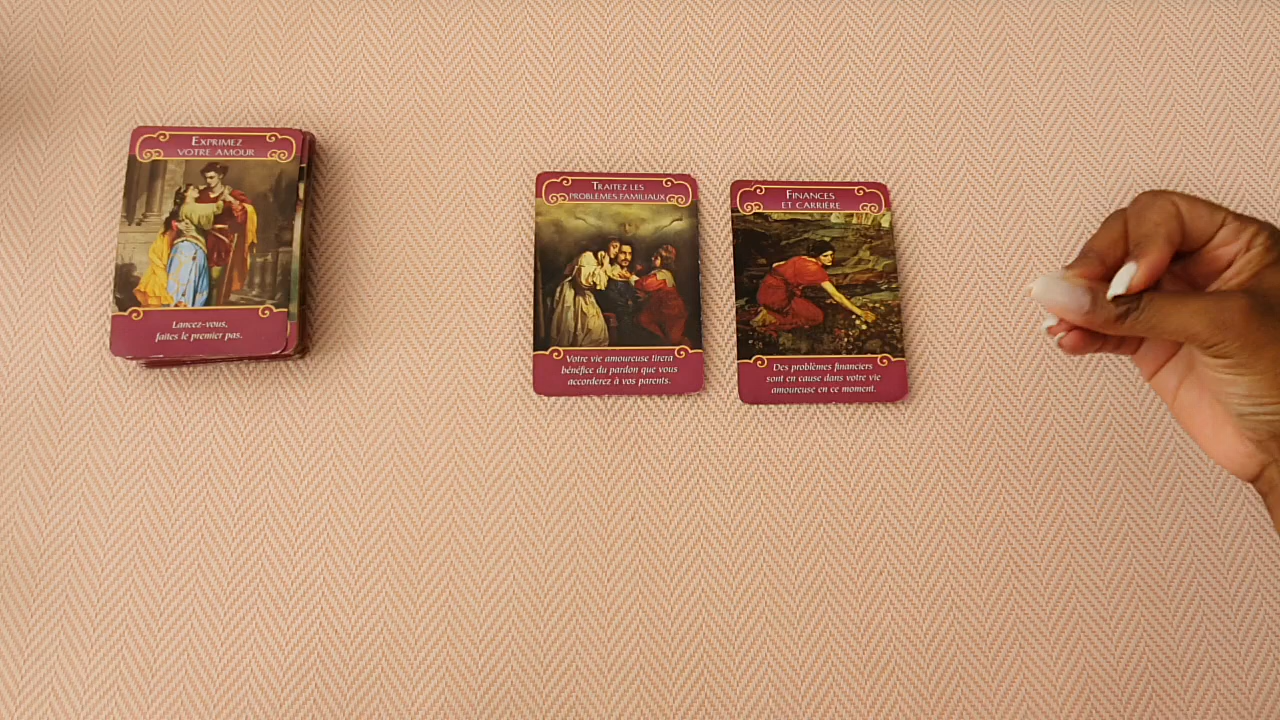 EXPRIMEZ
VOTRE AMOUR
Lancez-vous,
faites le premier pas.
TRAITEZ LES
PROBLÈMES FAMILIAUX
Votre vie amoureuse tirera
bénéfice du pardon que vous
accorderez à vos parents.
FINANCES
ET CARRIÈRE
Des problèmes financiers
sont en cause dans votre vie
amoureuse en ce moment.